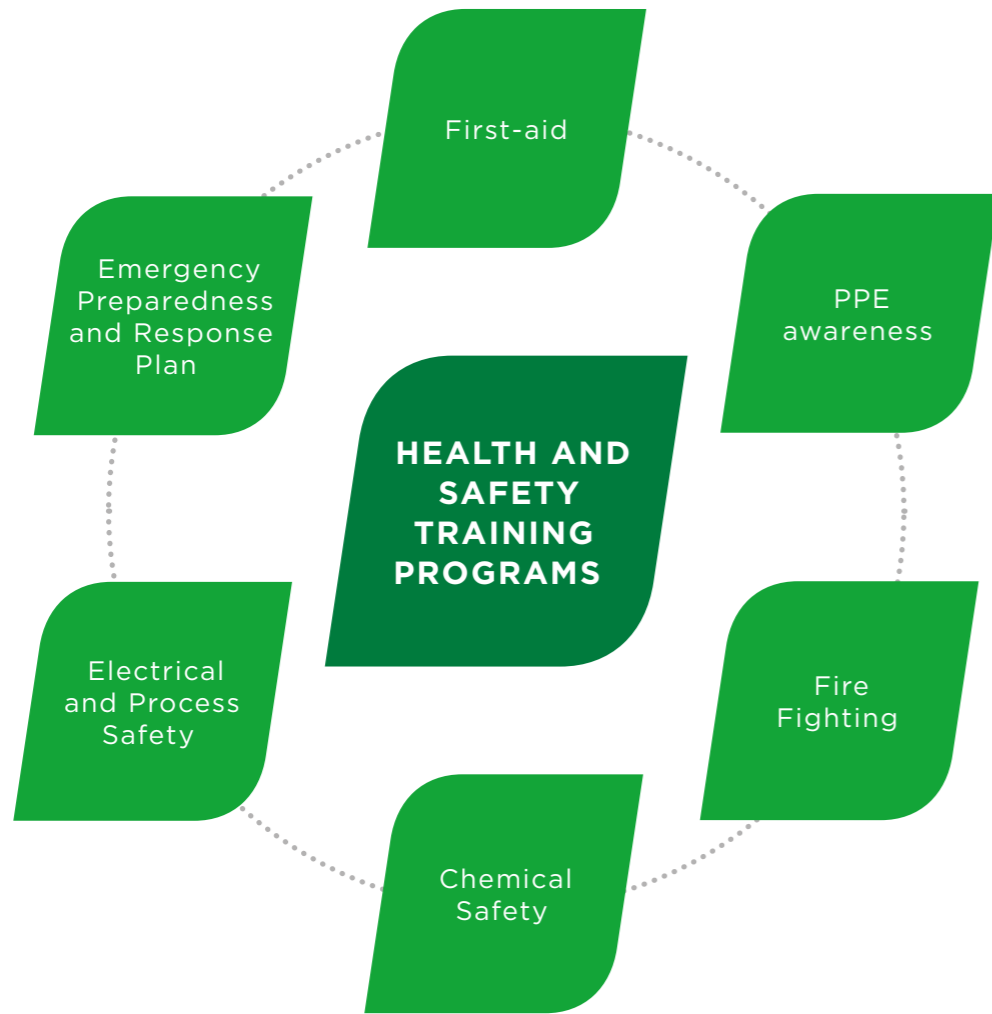 First-aid
PPE
awareness
Fire
Fighting
Chemical
Safety
Electrical
and Process
Safety
Emergency
Preparedness
and Response
Plan
HEALTH AND
SAFETY
TRAINING
PROGRAMS